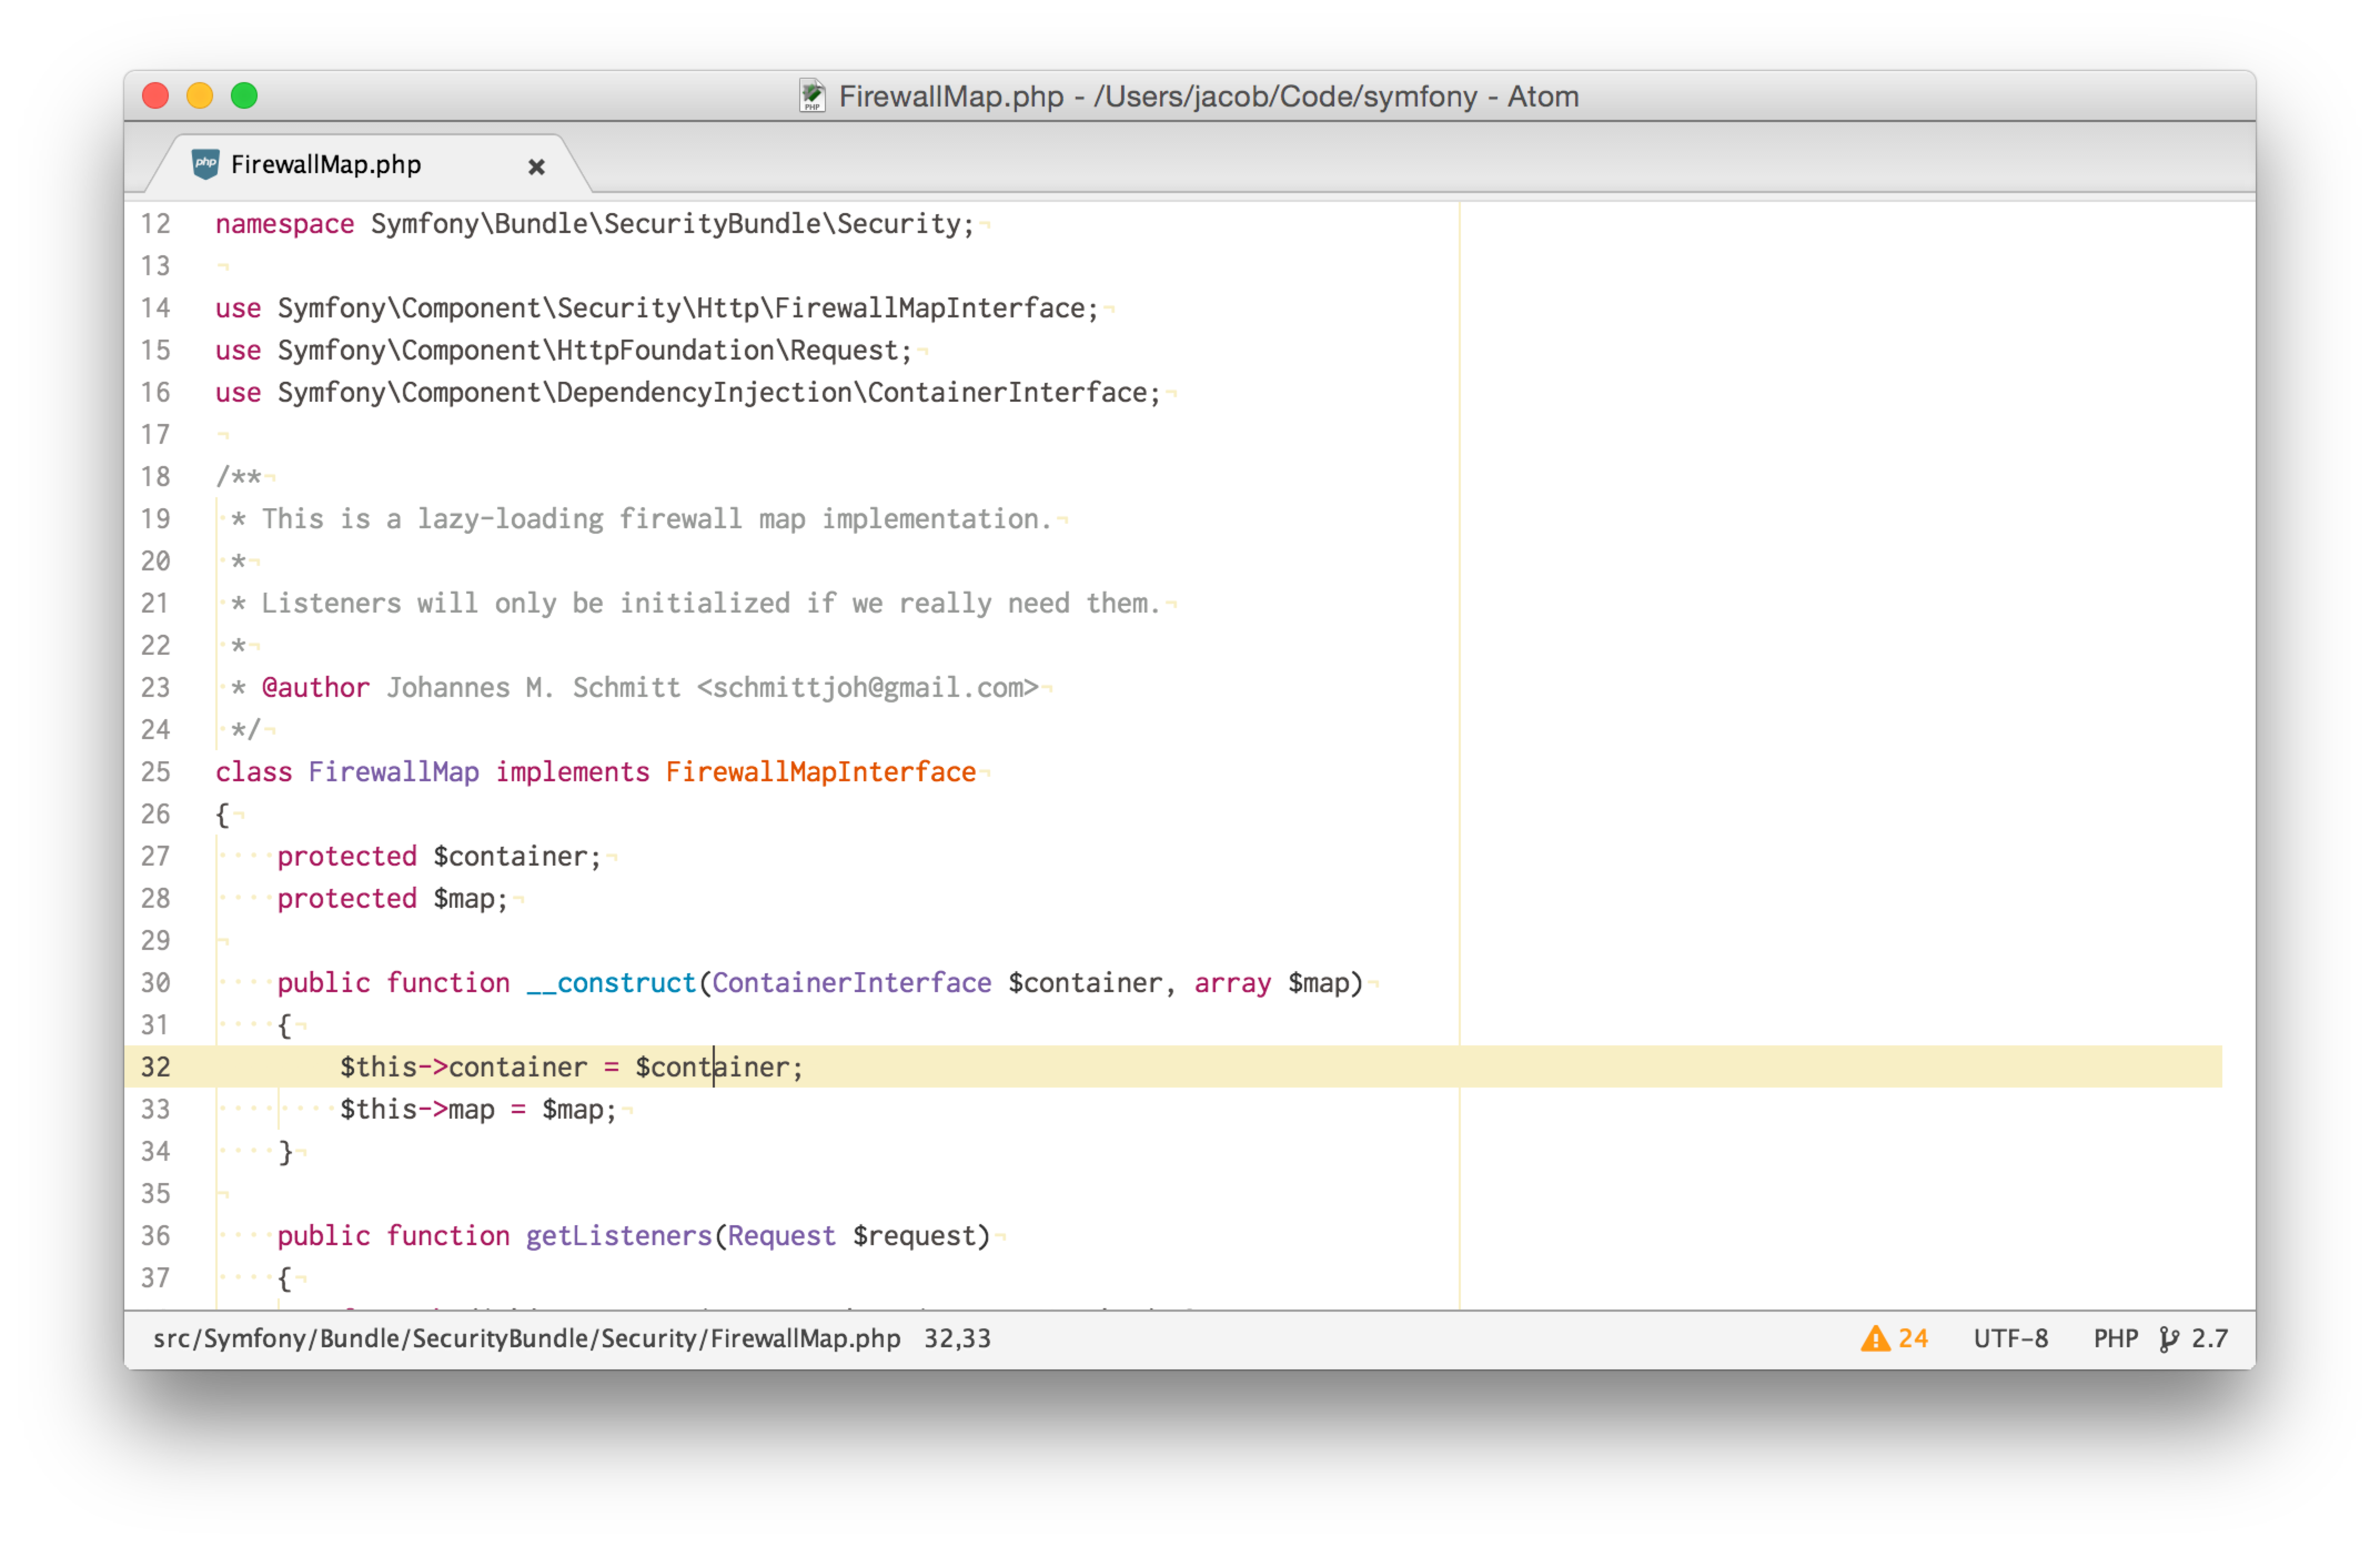 FirewallMap.php - /Users/jacob/Code/symfony - Atom
FirewallMap.php
12 namespace Symfony\Bundle\SecurityBundle\Security;
13
14 use Symfony\Component\Security\Http\FirewallMapInterface;
15 use Symfony\Component\HttpFoundation\Request;
16 use Symfony\Component\DependencyInjection\ContainerInterface;
17
18 /**
19  * This is a lazy-loading firewall map implementation.
20  *
21  * Listeners will only be initialized if we really need them.
22  *
23  * @author Johannes M. Schmitt <schmittjoh@gmail.com>
24  */
25 class FirewallMap implements FirewallMapInterface
26 {
27     protected $container;
28     protected $map;
29
30     public function __construct(ContainerInterface $container, array $map)
31     {
32         $this->container = $container;
33         $this->map = $map;
34     }
35
36     public function getListeners(Request $request)
37     {
src/Symfony/Bundle/SecurityBundle/Security/FirewallMap.php 32,33 24 UTF-8 PHP 2.7